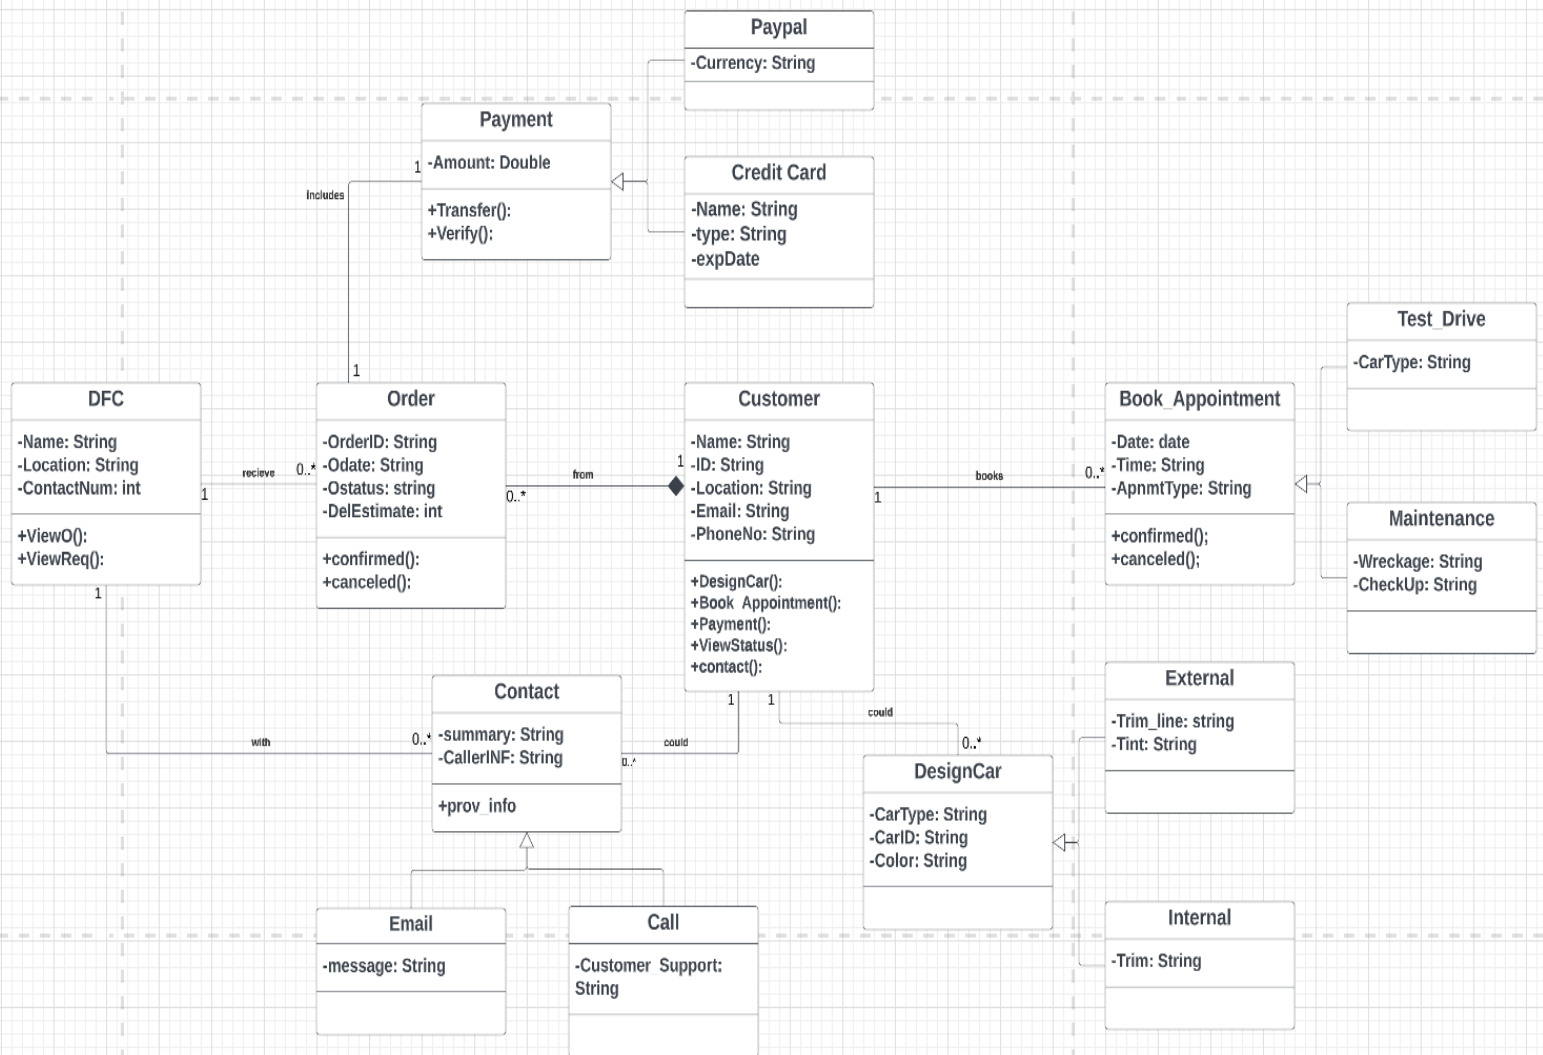 Paypal
-Currency: String
Payment
-Amount: Double
+Transfer():
+Verify():
1
includes
1
Credit Card
-Name: String
-type: String
-expDate
Test_Drive
-CarType: String
DFC
-Name: String
-Location: String
-ContactNum: int
+ViewO():
+ViewReq():
1
recieve
0..*
1
Order
-OrderID: String
-Odate: String
-Ostatus: string
-DelEstimate: int
+confirmed():
+canceled():
0..*
from
1
Customer
-Name: String
-ID: String
-Location: String
-Email: String
-PhoneNo: String
+DesignCar():
+Book_Appointment():
+Payment():
+ViewStatus():
+contact():
1
books
0..*
Book_Appointment
-Date: date
-Time: String
-ApnmtType: String
+confirmed();
+canceled();
Maintenance
-Wreckage: String
-CheckUp: String
with
0..*
Contact
-summary: String
-CallerINF: String
+prov_info
1
could
0..*
1
could
0..*
DesignCar
-CarType: String
-CarID: String
-Color: String
External
-Trim_line: string
-Tint: String
Internal
-Trim: String
Email
-message: String
Call
-Customer_Support:
String